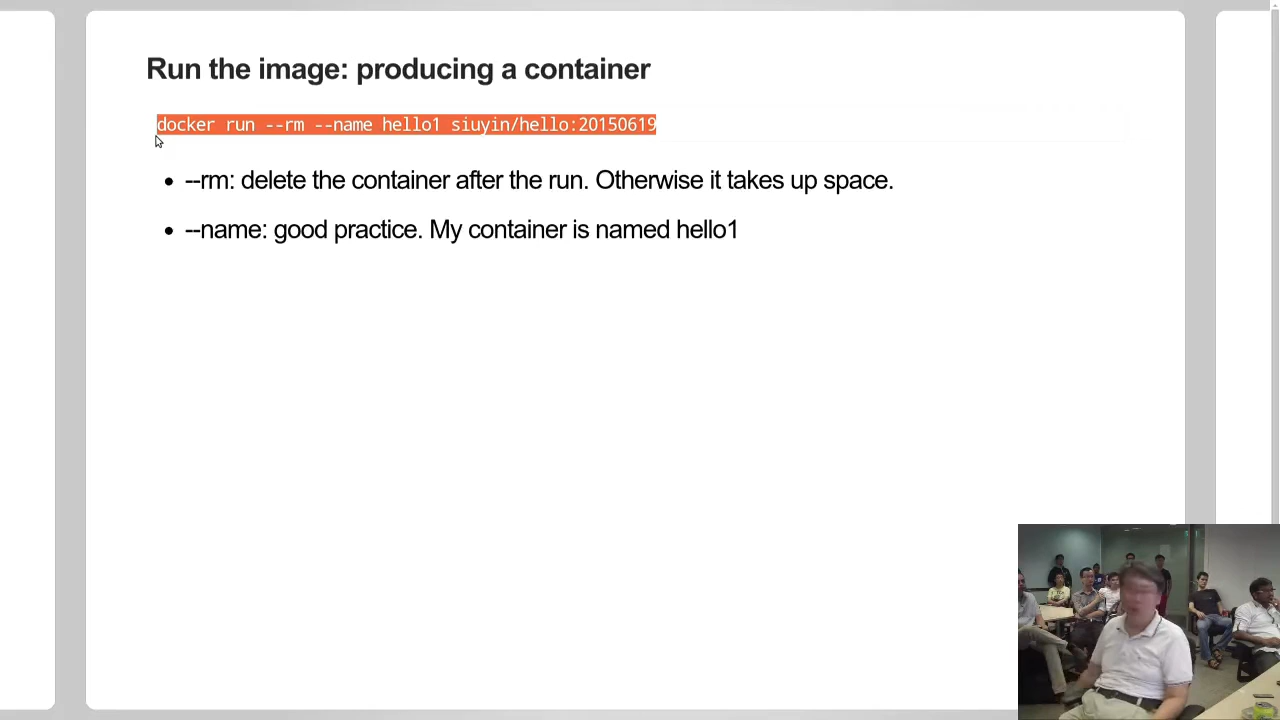 Run the image: producing a container
docker run --rm --name hello1 siuyin/hello:20150619
--rm: delete the container after the run. Otherwise it takes up space.
--name: good practice. My container is named hello1